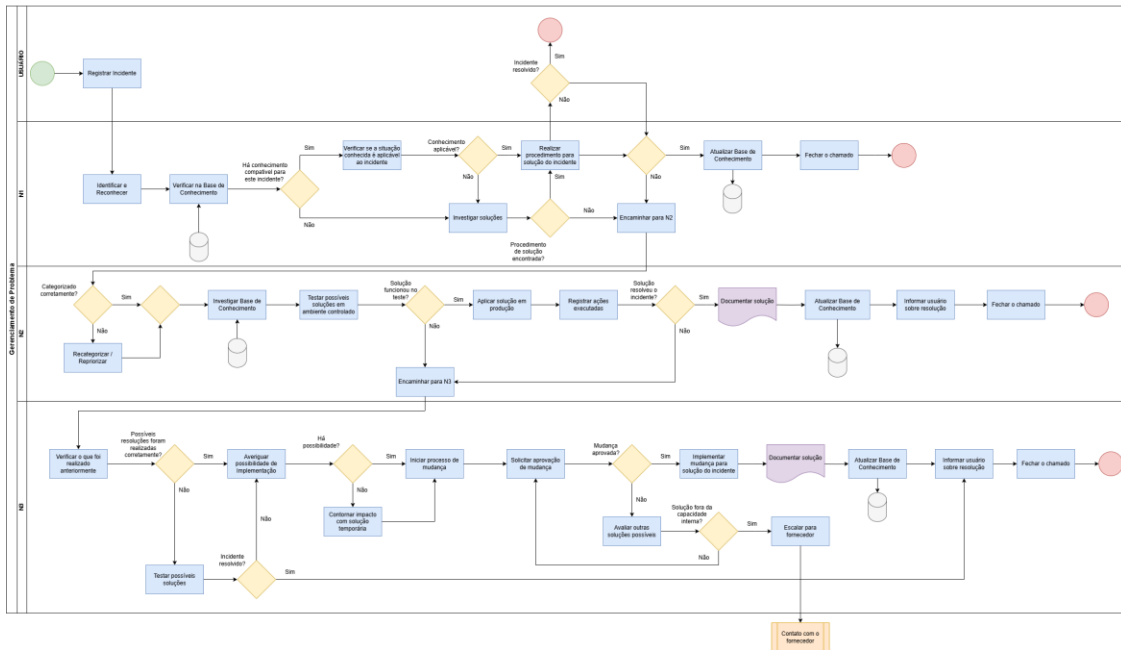 Gerenciamento de Problema
USUÁRIO
Registrar Incidente
Incidente
resolvido?
Sim
Não
N1
Identificar e
Reconhecer
Verificar na Base de
Conhecimento
Há conhecimento
compatível para
este incidente?
Sim
Não
Verificar se a situação
conhecida é aplicável
ao incidente
Conhecimento
aplicável?
Sim
Não
Investigar soluções
Realizar
procedimento para
solução do incidente
Sim
Não
Procedimento
de solução
encontrada?
Sim
Não
Encaminhar para N2
Atualizar Base de
Conhecimento
Fechar o chamado
N2
Categorizado
corretamente?
Sim
Não
Recategorizar /
Repriorizar
Investigar Base de
Conhecimento
Testar possíveis
soluções em
ambiente controlado
Solução
funcionou no
teste?
Sim
Não
Aplicar solução em
produção
Registrar ações
executadas
Solução
resolveu o
incidente?
Sim
Não
Encaminhar para N3
Documentar solução
Atualizar Base de
Conhecimento
Informar usuário
sobre resolução
Fechar o chamado
N3
Verificar o que foi
realizado
anteriormente
Possíveis
resoluções foram
realizadas
corretamente?
Sim
Não
Testar possíveis
soluções
Incidente
resolvido?
Não
Sim
Averiguar
possibilidade de
implementação
Há
possibilidade?
Sim
Não
Contornar impacto
com solução
temporária
Iniciar processo de
mudança
Solicitar aprovação
de mudança
Mudança
aprovada?
Sim
Não
Avaliar outras
soluções possíveis
Solução fora da
capacidade
interna?
Sim
Não
Escalar para
fornecedor
Implementar
mudança para
solução do incidente
Documentar solução
Atualizar Base de
Conhecimento
Informar usuário
sobre resolução
Fechar o chamado
Contato com o
fornecedor